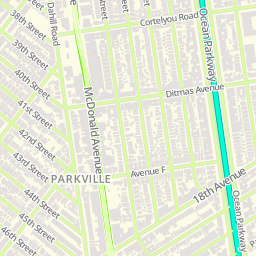 38th Street
Dahill Road
Cortelyou Road
Ocean Parkway
39th Street
40th Street
Ditmas Avenue
41st Street
McDonald Avenue
42nd Street
43rd Street
Avenue F
PARKVILLE
44th Street
18th Avenue
45th Street
Ocean Parkway
46th Street